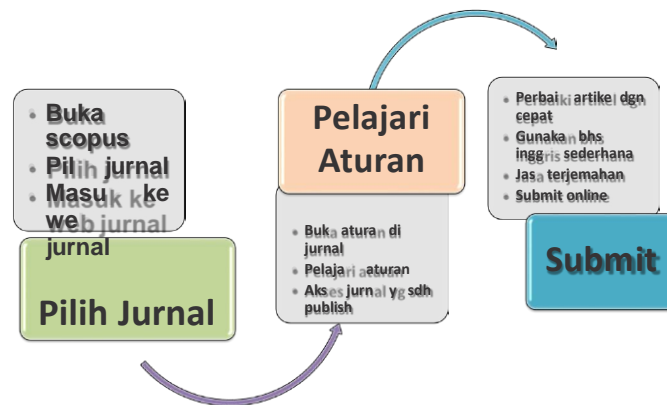 • Buka
scopus
• Pilih jurnal
• Masuk ke
web jurnal
Pilih Jurnal
Pelajari
Aturan
• Buka aturan di
jurnal
• Pelajari aturan
• Akses jurnal yg sdh
publish
• Perbaiki artikel dgn
cepat
• Gunakan bhs
inggris sederhana
• Jasa terjemahan
• Submit online
Submit